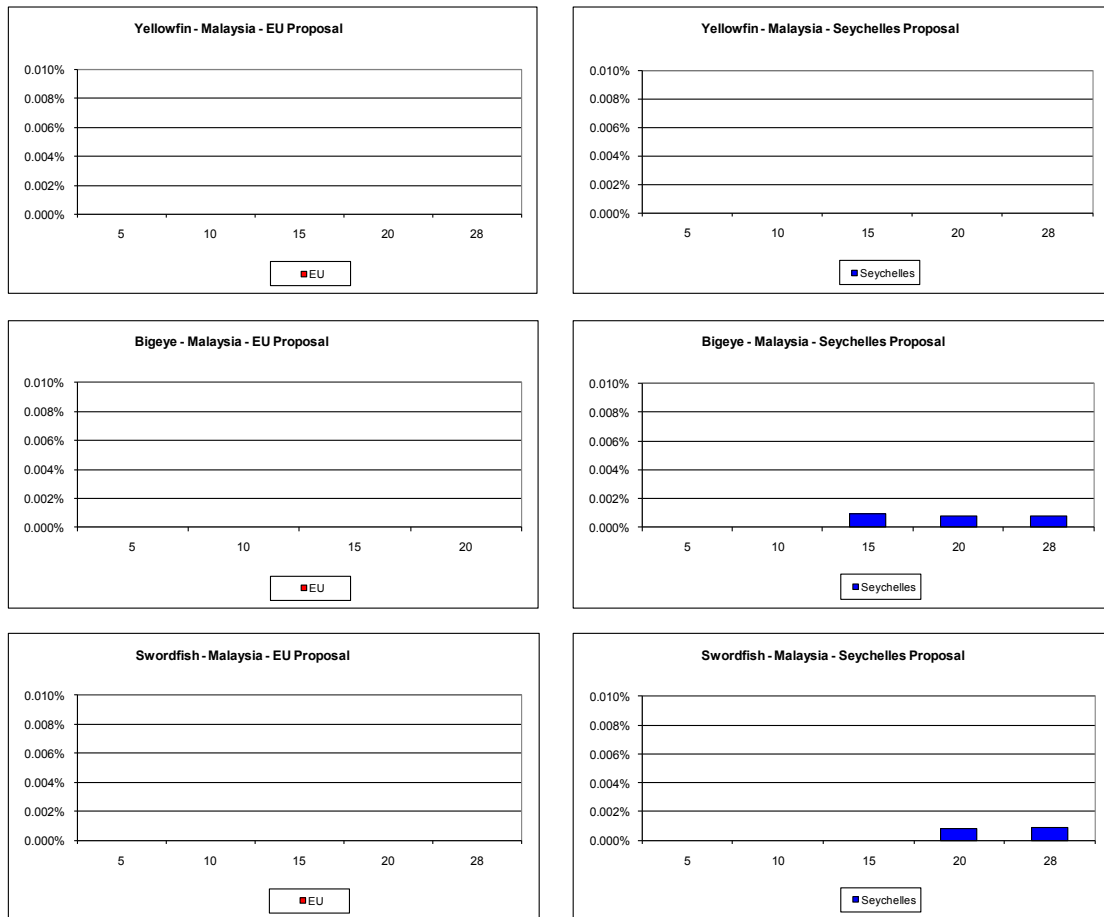 Yellowfin - Malaysia - EU Proposal
0.010%
0.008%
0.006%
0.004%
0.002%
0.000%
5 10 15 20 28
EU
Yellowfin - Malaysia - Seychelles Proposal
0.010%
0.008%
0.006%
0.004%
0.002%
0.000%
5 10 15 20 28
Seychelles
Bigeye - Malaysia - EU Proposal
0.010%
0.008%
0.006%
0.004%
0.002%
0.000%
5 10 15 20
EU
Bigeye - Malaysia - Seychelles Proposal
0.010%
0.008%
0.006%
0.004%
0.002%
0.000%
5 10 15 20 28
Seychelles
Swordfish - Malaysia - EU Proposal
0.010%
0.008%
0.006%
0.004%
0.002%
0.000%
5 10 15 20 28
EU
Swordfish - Malaysia - Seychelles Proposal
0.010%
0.008%
0.006%
0.004%
0.002%
0.000%
5 10 15 20 28
Seychelles